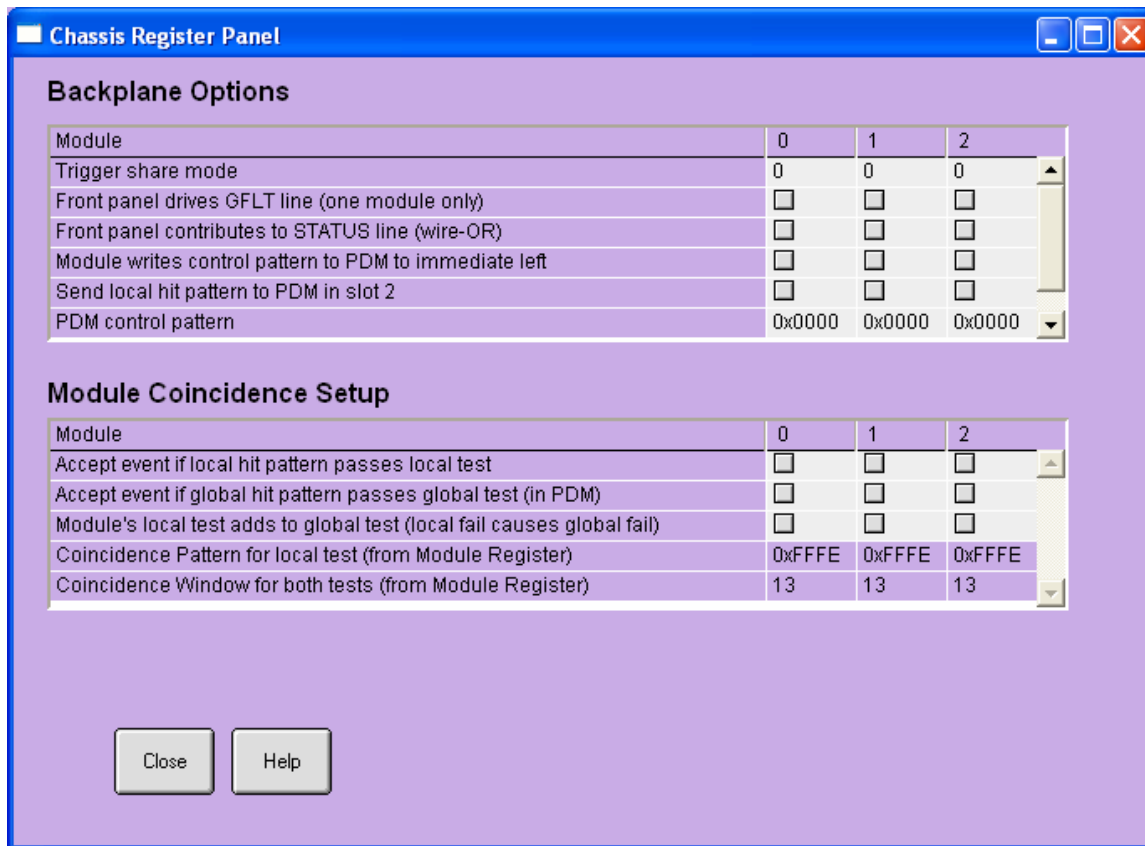 Chassis Register Panel
Backplane Options
Module 0 1 2
Trigger share mode 0 0 0
Front panel drives GFLT line (one module only)
Front panel contributes to STATUS line (wire-OR)
Module writes control pattern to PDM to immediate left
Send local hit pattern to PDM in slot 2
PDM control pattern 0x0000 0x0000 0x0000
Module Coincidence Setup
Module 0 1 2
Accept event if local hit pattern passes local test
Accept event if global hit pattern passes global test (in PDM)
Module's local test adds to global test (local fail causes global fail)
Coincidence Pattern for local test (from Module Register) 0xFFFE 0xFFFE 0xFFFE
Coincidence Window for both tests (from Module Register) 13 13 13
Close Help